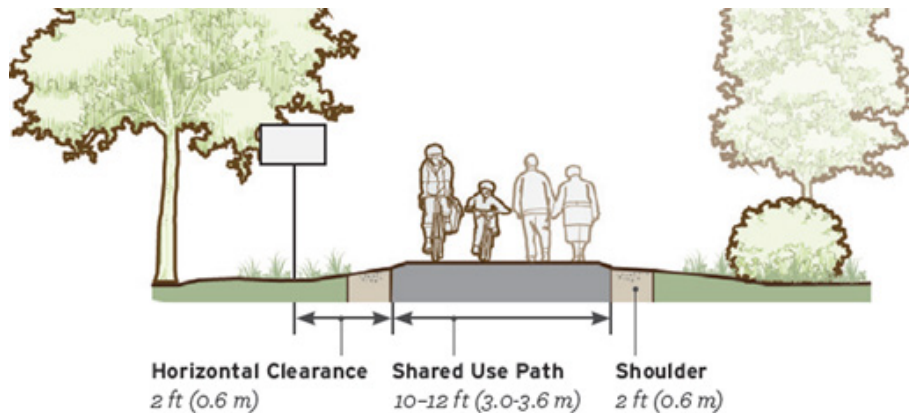 Horizontal Clearance
2 ft (0.6 m)
Shared Use Path
10–12 ft (3.0-3.6 m)
Shoulder
2 ft (0.6 m)